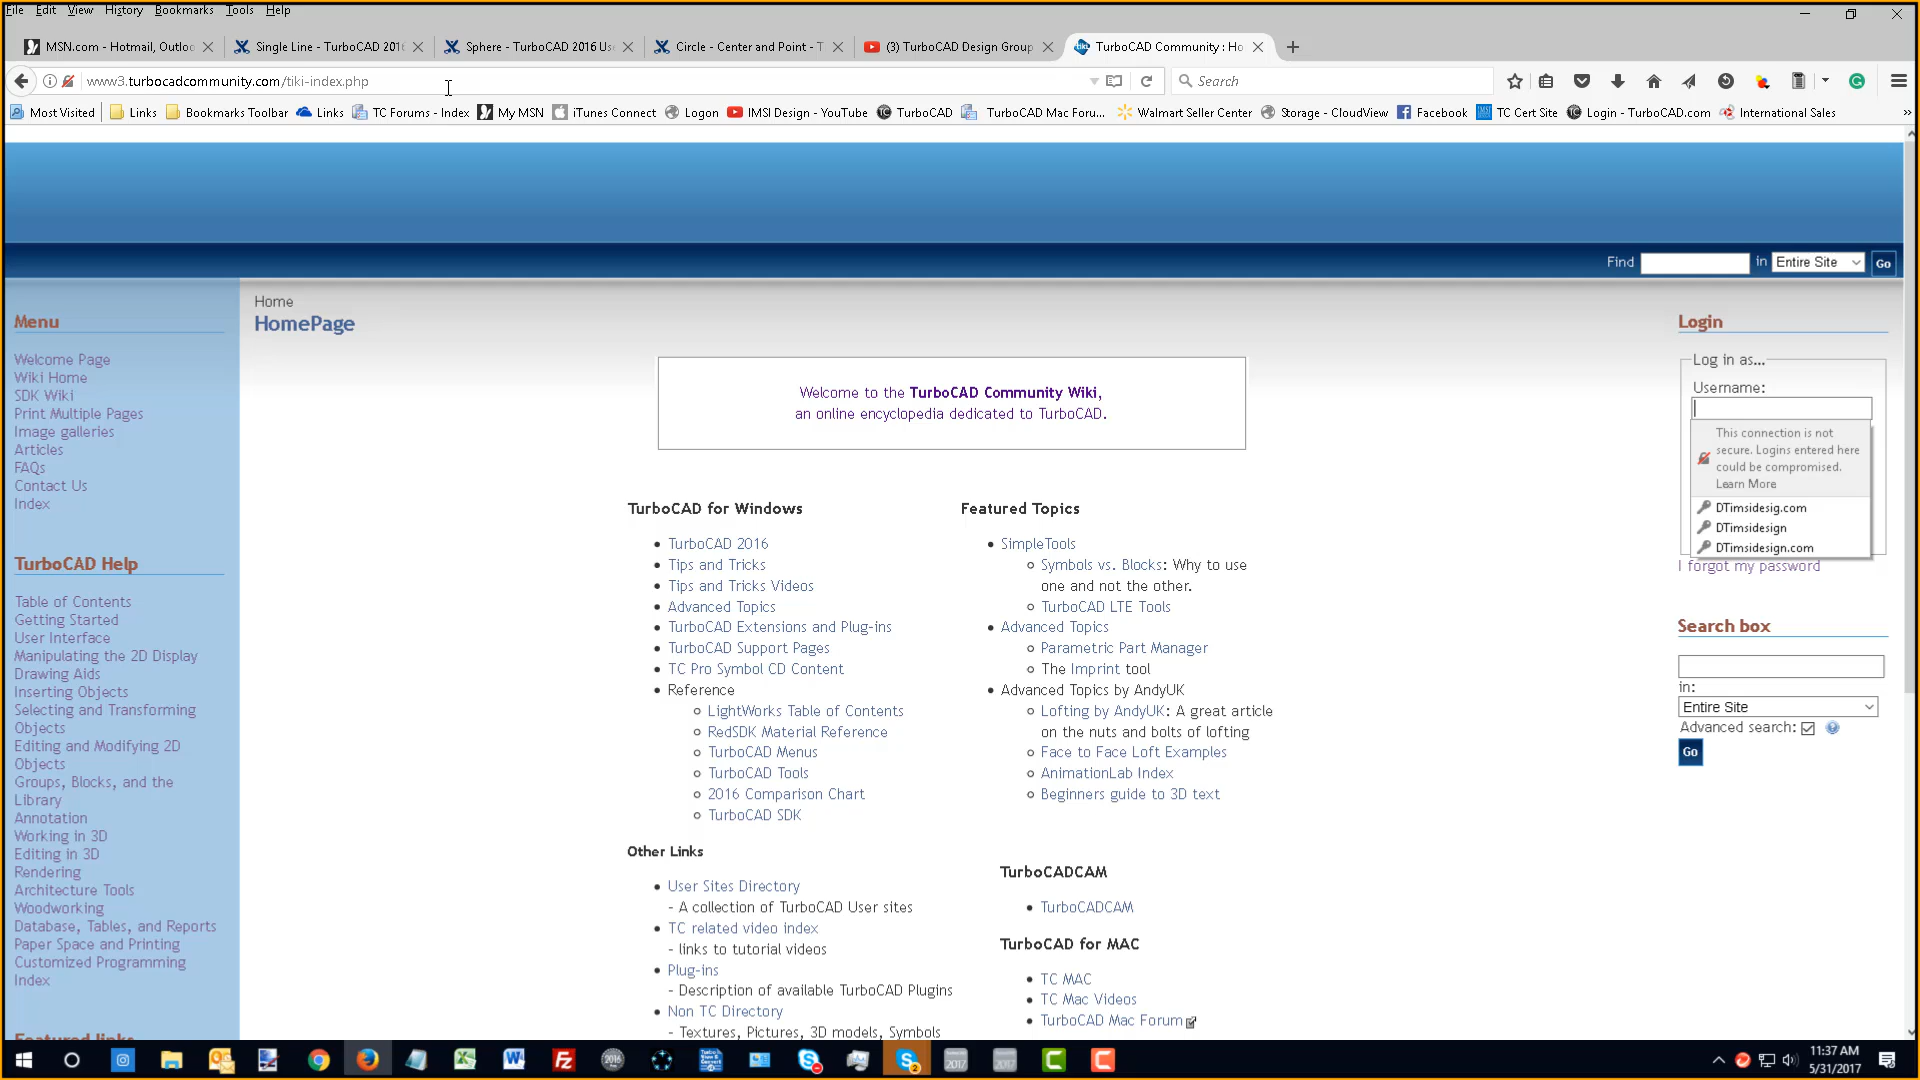 File Edit View History Bookmarks Tools Help
MSN.com - Hotmail, Outloo
Single Line - TurboCAD 201
Sphere - TurboCAD 2016 Us
Circle - Center and Point - T
(3) TurboCAD Design Group
TurboCAD Community : Ho
www3.turbocadcommunity.com/tiki-index.php
Search
Most Visited Links Bookmarks Toolbar Links TC Forums - Index My MSN iTunes Connect Logon IMSI Design - YouTube TurboCAD TurboCAD Mac Foru... Walmart Seller Center Storage - CloudView Facebook TC Cert Site Login - TurboCAD.com International Sales
Find in Entire Site Go
Menu
Welcome Page
Wiki Home
SDK Wiki
Print Multiple Pages
Image galleries
Articles
FAQs
Contact Us
Index
TurboCAD Help
Table of Contents
Getting Started
User Interface
Manipulating the 2D Display
Drawing Aids
Inserting Objects
Selecting and Transforming
Objects
Editing and Modifying 2D
Objects
Groups, Blocks, and the
Library
Annotation
Working in 3D
Editing in 3D
Rendering
Architecture Tools
Woodworking
Database, Tables, and Reports
Paper Space and Printing
Customized Programming
Index
Featured links
Home
HomePage
Welcome to the TurboCAD Community Wiki,
an online encyclopedia dedicated to TurboCAD.
TurboCAD for Windows
TurboCAD 2016
Tips and Tricks
Tips and Tricks Videos
Advanced Topics
TurboCAD Extensions and Plug-ins
TurboCAD Support Pages
TC Pro Symbol CD Content
Reference
LightWorks Table of Contents
RedSDK Material Reference
TurboCAD Menus
TurboCAD Tools
2016 Comparison Chart
TurboCAD SDK
Other Links
User Sites Directory
- A collection of TurboCAD User sites
TC related video index
- links to tutorial videos
Plug-ins
- Description of available TurboCAD Plugins
Non TC Directory
- Textures, Pictures, 3D models, Symbols
Featured Topics
SimpleTools
Symbols vs. Blocks: Why to use
one and not the other.
TurboCAD LTE Tools
Advanced Topics
Parametric Part Manager
The Imprint tool
Advanced Topics by AndyUK
Lofting by AndyUK: A great article
on the nuts and bolts of lofting
Face to Face Loft Examples
AnimationLab Index
Beginners guide to 3D text
TurboCADCAM
TurboCADCAM
TurboCAD for MAC
TC MAC
TC Mac Videos
TurboCAD Mac Forum
Login
Log in as...
Username:
This connection is not
secure. Logins entered here
could be compromised.
Learn More
DTimsidesig.com
DTimsidesign
DTimsidesign.com
I forgot my password
Search box
in:
Entire Site
Advanced search:
Go
11:37 AM
5/31/2017